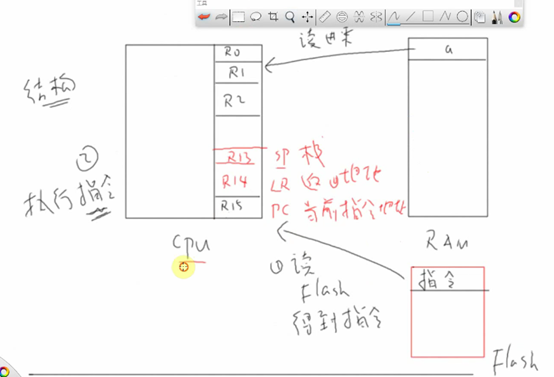 工具
R0
R1
R2
R13 SP 栈
R14 LR 返回地址
R15 PC 当前指令地址
CPU
结构
②
执行指令
读进来
a
RAM
① 读
Flash
得到指令
指令
Flash